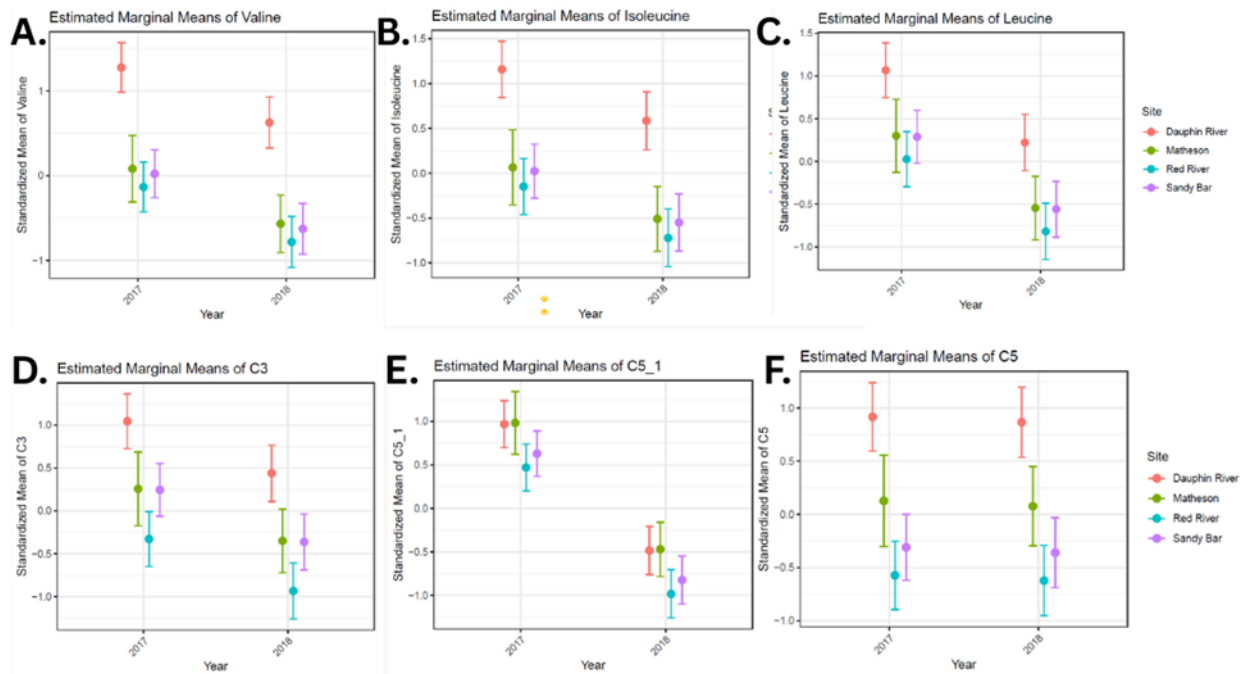 A.
Estimated Marginal Means of Valine
Standardized Mean of Valine
1
0
−1
2017
2018
Year
B.
Estimated Marginal Means of Isoleucine
Standardized Mean of Isoleucine
1.5
1.0
0.5
0.0
−0.5
−1.0
2017
2018
Year
C.
Estimated Marginal Means of Leucine
Standardized Mean of Leucine
1.5
1.0
0.5
0.0
−0.5
−1.0
2017
2018
Year
Site
Dauphin River
Matheson
Red River
Sandy Bar
D.
Estimated Marginal Means of C3
Standardized Mean of C3
1.0
0.5
0.0
−0.5
−1.0
2017
2018
Year
E.
Estimated Marginal Means of C5_1
Standardized Mean of C5_1
1.0
0.5
0.0
−0.5
−1.0
2017
2018
Year
F.
Estimated Marginal Means of C5
Standardized Mean of C5
1.0
0.5
0.0
−0.5
−1.0
2017
2018
Year
Site
Dauphin River
Matheson
Red River
Sandy Bar